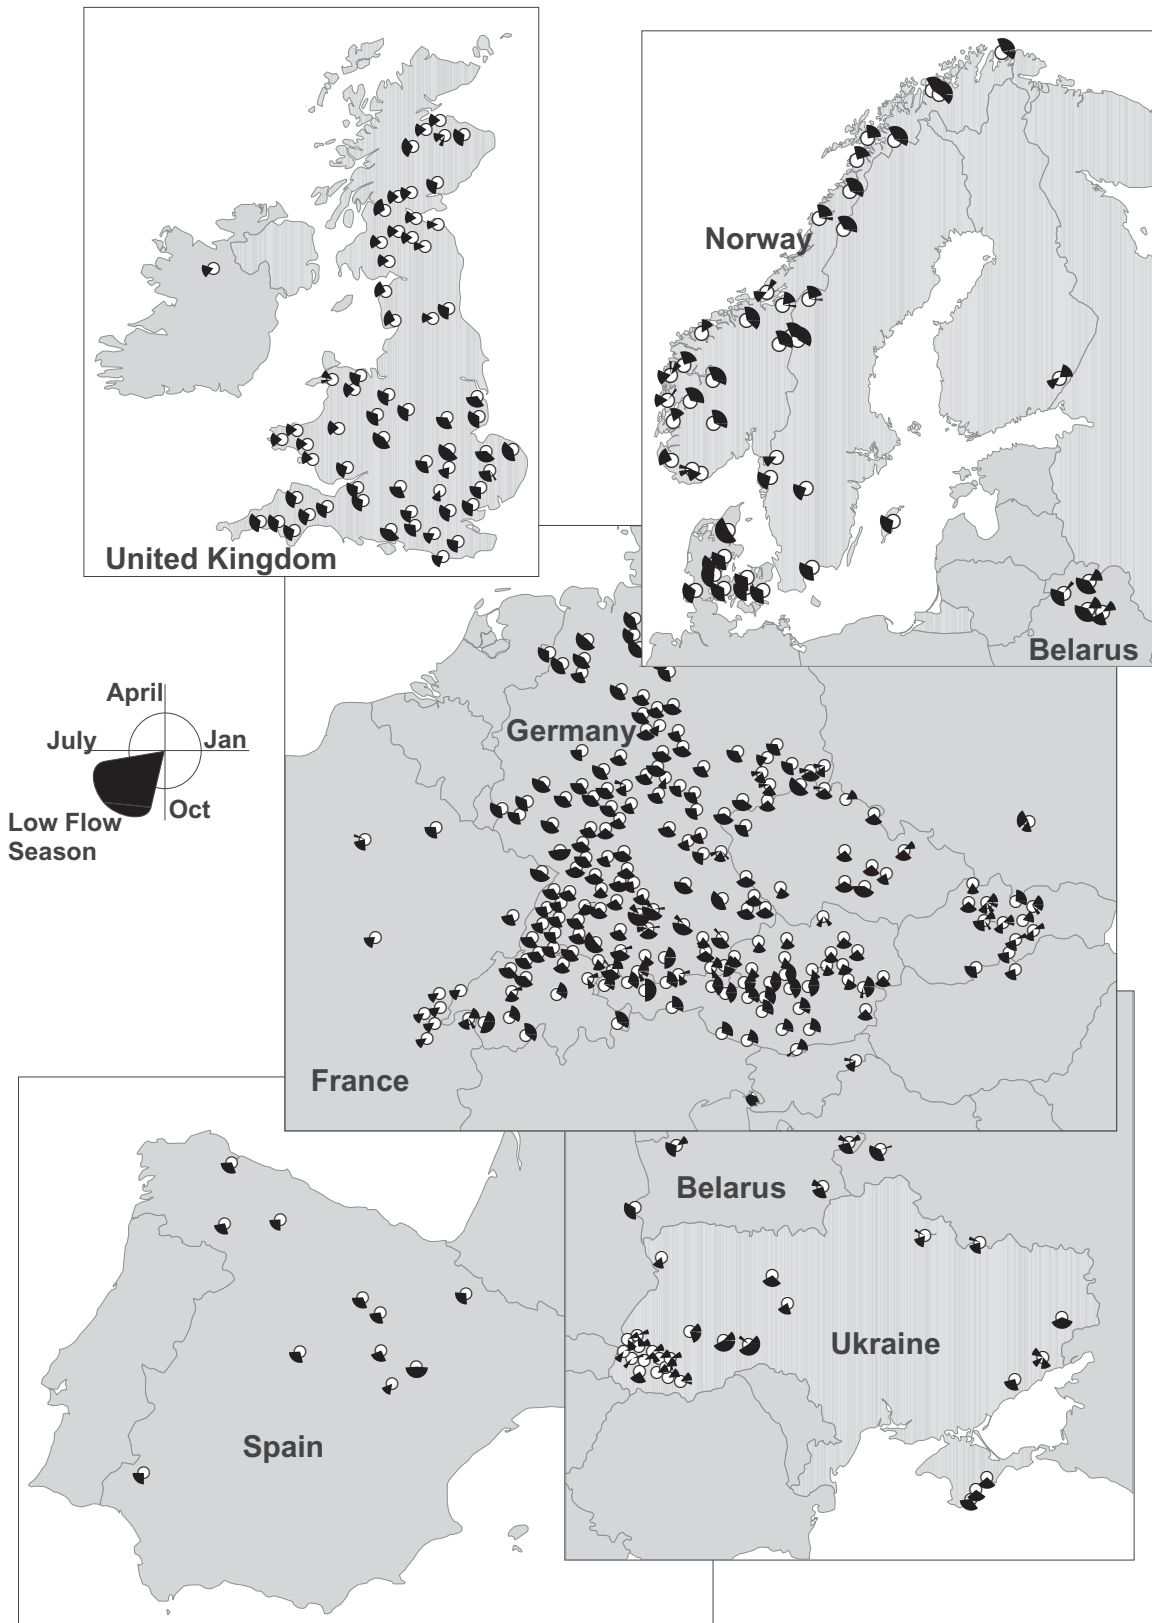 Norway
United Kingdom
Belarus
April
July
Jan
Oct
Low Flow
Season
Germany
France
Belarus
Ukraine
Spain